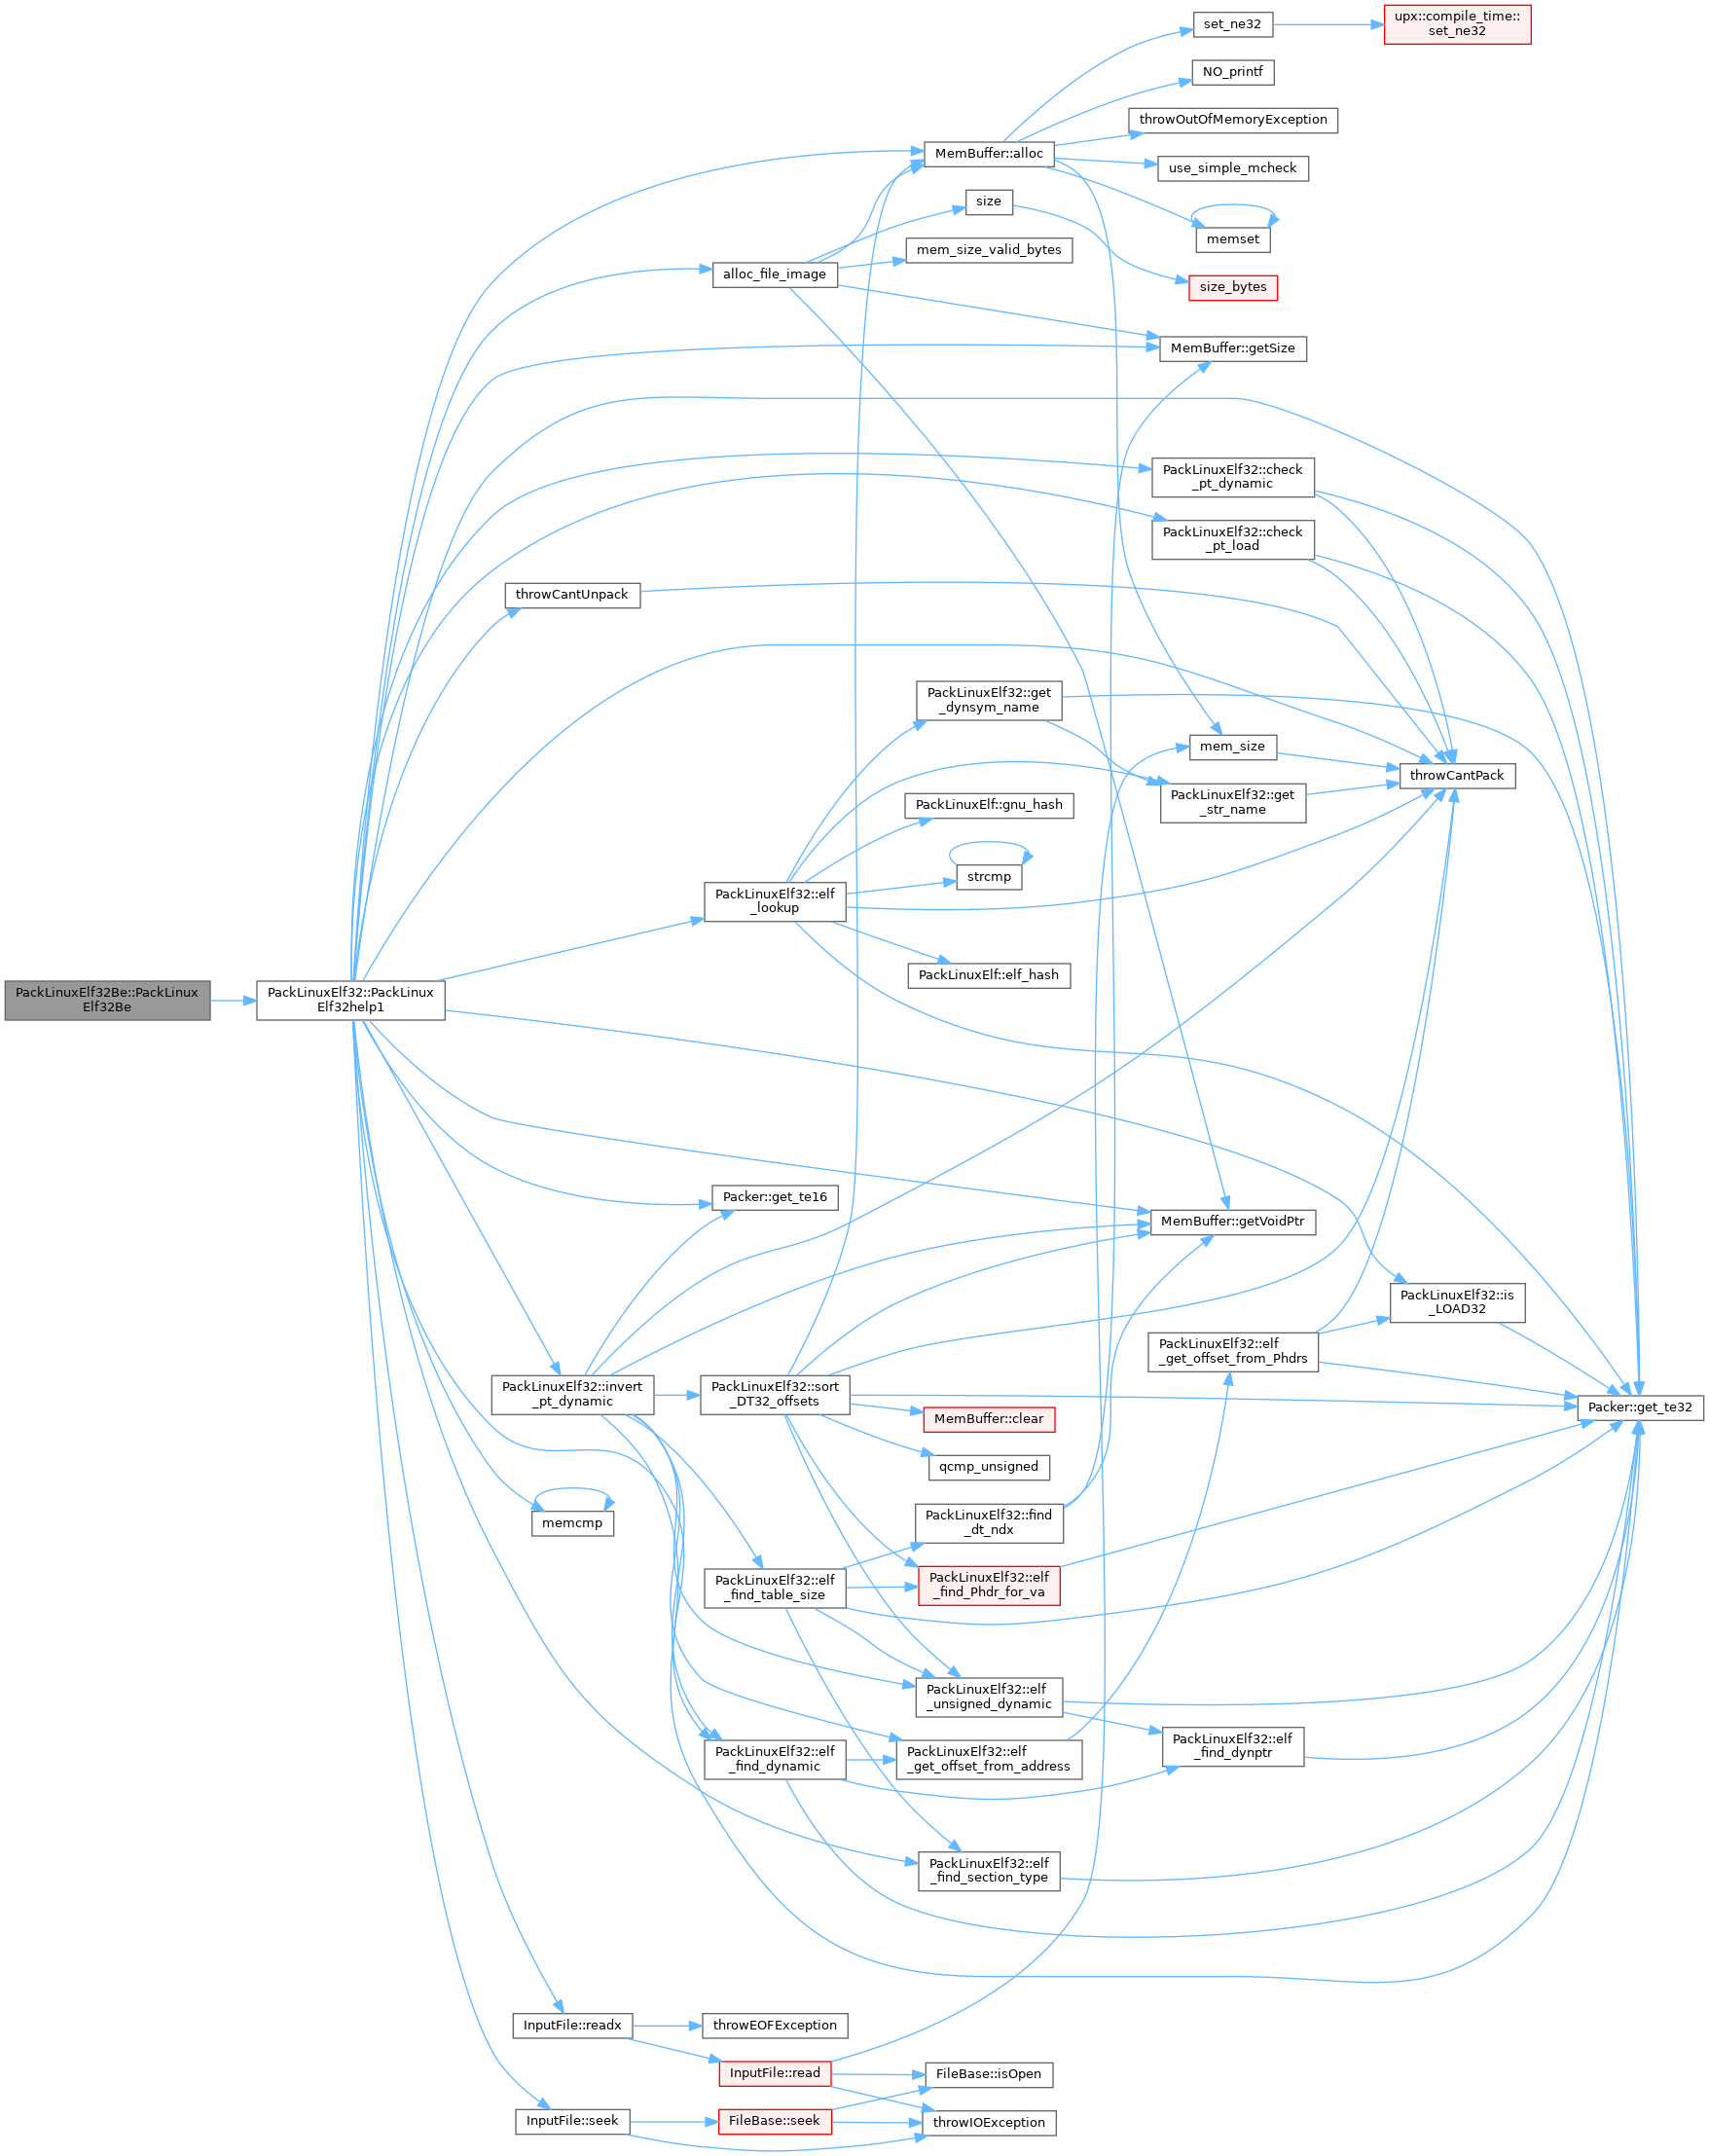 set_ne32
upx::compile_time::
set_ne32
NO_printf
throwOutOfMemoryException
MemBuffer::alloc
use_simple_mcheck
size
memset
mem_size_valid_bytes
alloc_file_image
size_bytes
MemBuffer::getSize
PackLinuxElf32::check
_pt_dynamic
PackLinuxElf32::check
_pt_load
throwCantUnpack
PackLinuxElf32::get
_dynsym_name
mem_size
throwCantPack
PackLinuxElf32::get
_str_name
PackLinuxElf::gnu_hash
strcmp
PackLinuxElf32::elf
_lookup
PackLinuxElf::elf_hash
PackLinuxElf32Be::PackLinux
Elf32Be
PackLinuxElf32::PackLinux
Elf32help1
Packer::get_te16
MemBuffer::getVoidPtr
PackLinuxElf32::is
_LOAD32
PackLinuxElf32::elf
_get_offset_from_Phdrs
PackLinuxElf32::invert
_pt_dynamic
PackLinuxElf32::sort
_DT32_offsets
MemBuffer::clear
Packer::get_te32
qcmp_unsigned
memcmp
PackLinuxElf32::find
_dt_ndx
PackLinuxElf32::elf
_find_table_size
PackLinuxElf32::elf
_find_Phdr_for_va
PackLinuxElf32::elf
_unsigned_dynamic
PackLinuxElf32::elf
_find_dynptr
PackLinuxElf32::elf
_find_dynamic
PackLinuxElf32::elf
_get_offset_from_address
PackLinuxElf32::elf
_find_section_type
InputFile::readx
throwEOFException
InputFile::read
FileBase::isOpen
InputFile::seek
FileBase::seek
throwIOException